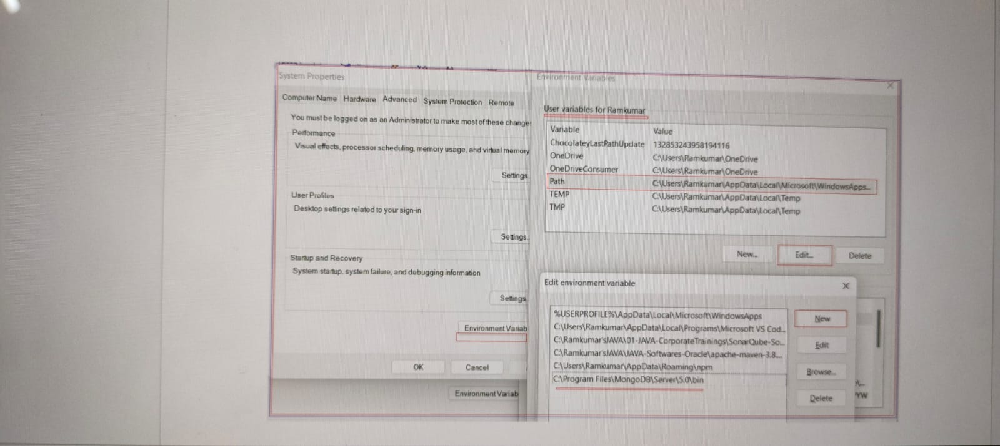 System Properties
Computer Name Hardware Advanced System Protection Remote
You must be logged on as an Administrator to make most of these change
Performance
Visual effects, processor scheduling, memory usage, and virtual memory
Settings
User Profiles
Desktop settings related to your sign-in
Settings...
Startup and Recovery
System startup, system failure, and debugging information
Settings
Environment Variab
OK Cancel
Environment Variab
Environment Variables
User variables for Ramkumar
Variable Value
ChocolateyLastPathUpdate 132853243958194116
OneDrive C:\Users\Ramkumar\OneDrive
OneDriveConsumer C:\Users\Ramkumar\OneDrive
Path C:\Users\Ramkumar\AppData\Local\Microsoft\WindowsApps...
TEMP C:\Users\Ramkumar\AppData\Local\Temp
TMP C:\Users\Ramkumar\AppData\Local\Temp
New... Edit... Delete
Edit environment variable
%USERPROFILE%\AppData\Local\Microsoft\WindowsApps
C:\Users\Ramkumar\AppData\Local\Programs\Microsoft VS Cod...
C:\Ramkumar'sJAVA\01-JAVA-CorporateTrainings\SonarQube-So...
C:\Ramkumar'sJAVA\JAVA-Softwares-Oracle\apache-maven-3.8....
C:\Users\Ramkumar\AppData\Roaming\npm
C:\Program Files\MongoDB\Server\5.0\bin
New
Edit
Browse...
Delete